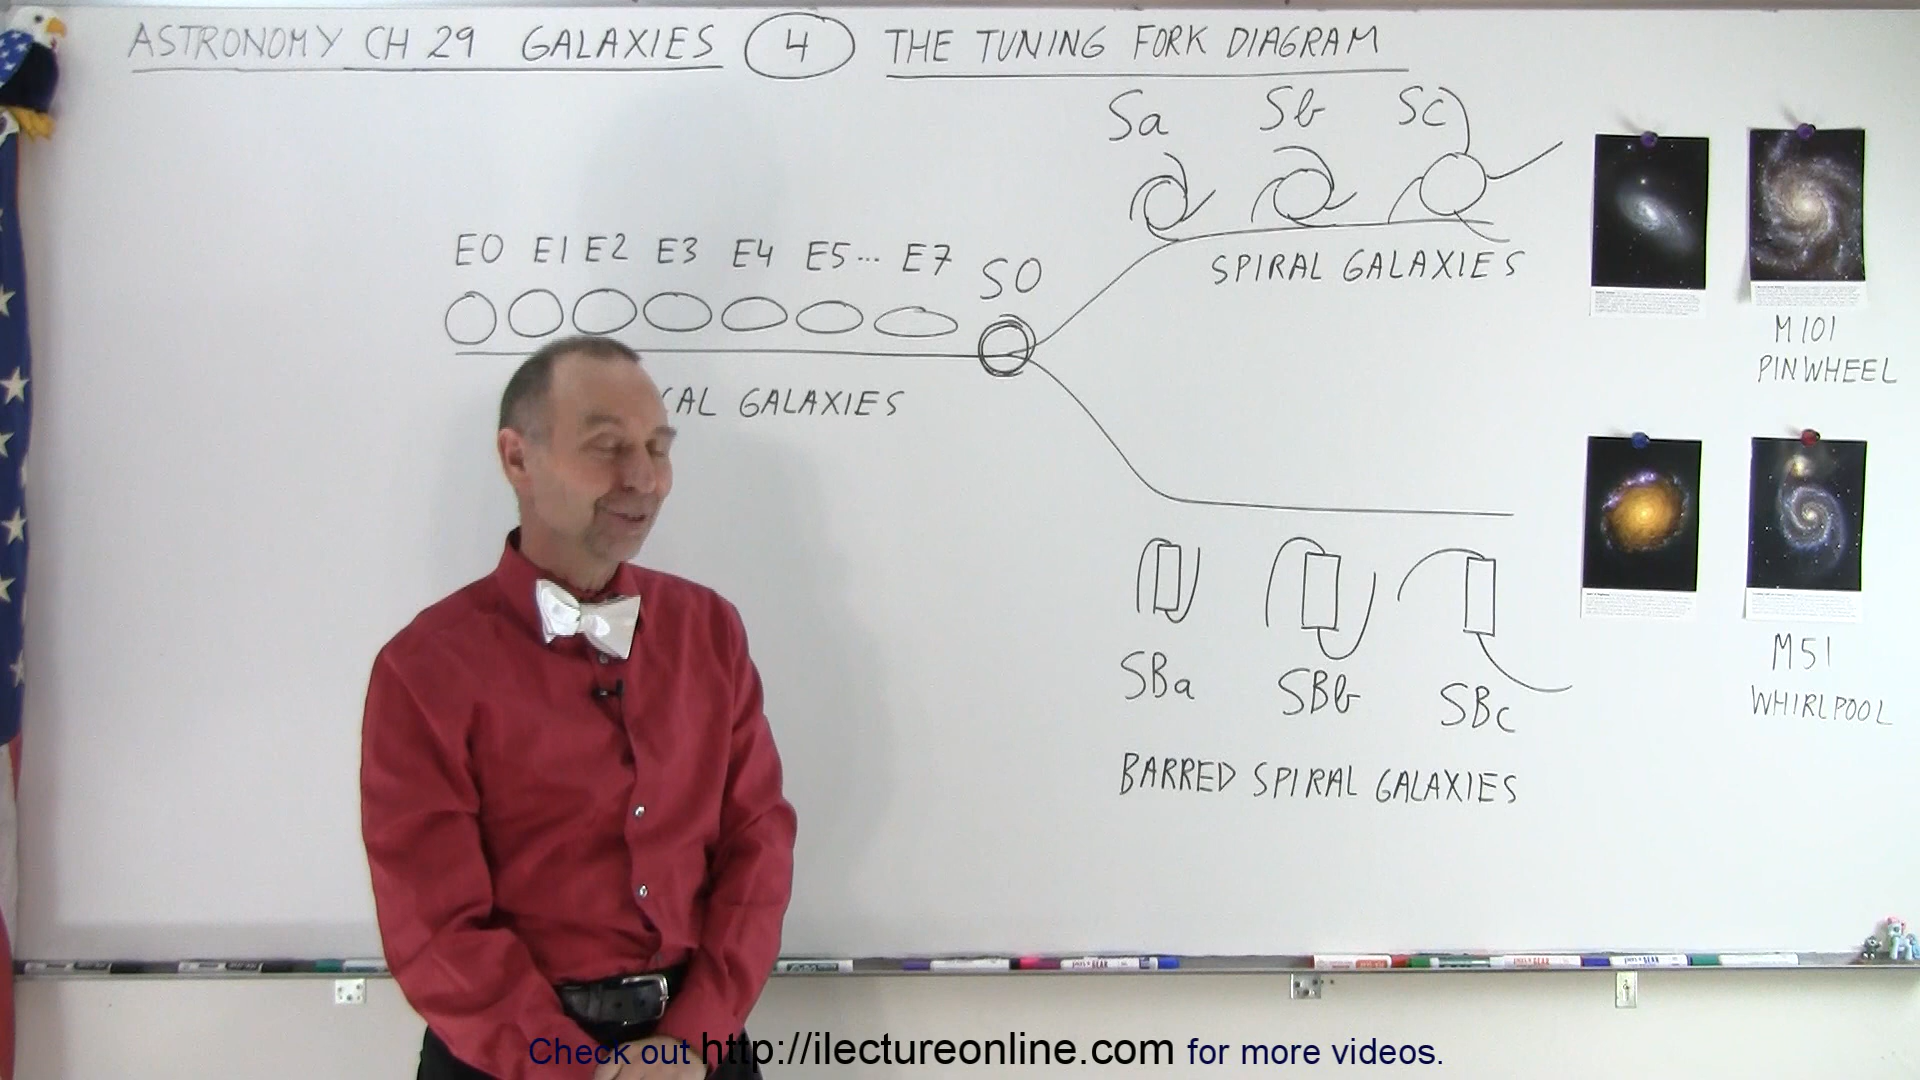 ASTRONOMY CH 29 GALAXIES 4 THE TUNING FORK DIAGRAM
Sa Sb Sc
E0 E1 E2 E3 E4 E5... E7 S0
SPIRAL GALAXIES
CAL GALAXIES
M101
PINWHEEL
SBa SBb SBc
M51
WHIRLPOOL
BARRED SPIRAL GALAXIES
Check out http://ilectureonline.com for more videos.